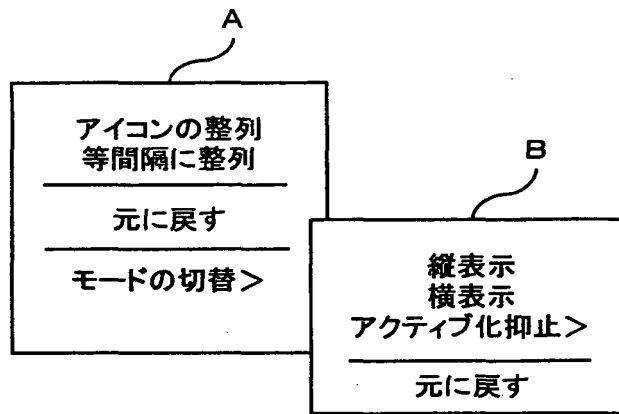 A
アイコンの整列
等間隔に整列
元に戻す
モードの切替>
B
縦表示
横表示
アクティブ化抑止>
元に戻す